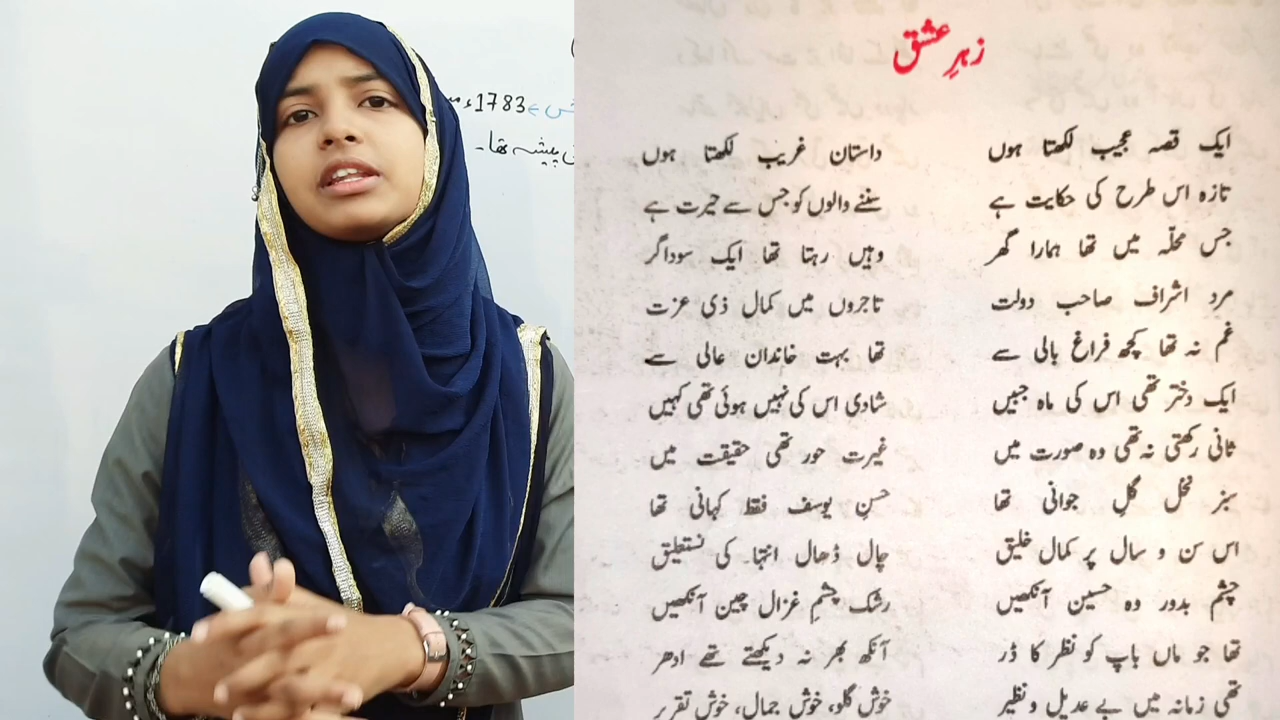 1783ء
پیشہ تھا۔
زہرِ عشق
ایک قصہ عجیب لکھتا ہوں داستان غریب لکھتا ہوں
تازہ اس طرح کی حکایت ہے سننے والوں کو جس سے حیرت ہے
جس محلّہ میں تھا ہمارا گھر وہیں رہتا تھا ایک سوداگر
مرد اشراف صاحب دولت تاجروں میں کمال ذی عزت
غم نہ تھا کچھ فراغ بالی سے تھا بہت خاندان عالی سے
ایک دختر تھی اس کی ماہ جبیں شادی اس کی نہیں ہوئی تھی کہیں
ثانی رکھتی نہ تھی وہ صورت میں غیرت حور تھی حقیقت میں
سبز نخل گلِ جوانی تھا حسنِ یوسف فقط کہانی تھا
اس سن و سال پر کمال خلیق چال ڈھال انتہا کی نستعلیق
چشم بددور وہ حسین آنکھیں رشک چشمِ غزال چین آنکھیں
تھا جو ماں باپ کو نظر کا ڈر آنکھ بھر نہ دیکھتے تھے ادھر
تھی زمانہ میں بے عدیل و نظیر خوش گلو، خوش جمال، خوش تقریر